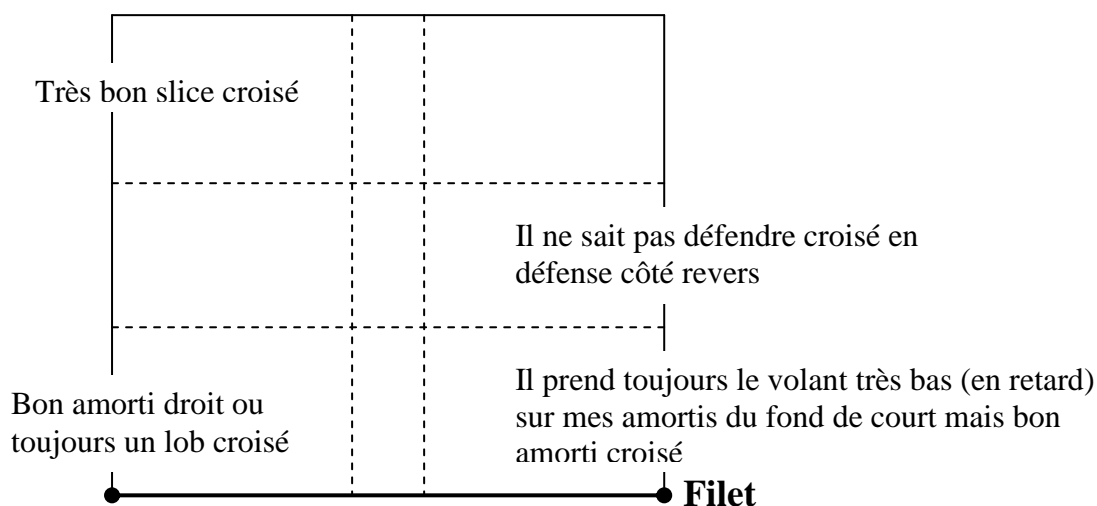 Très bon slice croisé
Il ne sait pas défendre croisé en
défense côté revers
Bon amorti droit ou
toujours un lob croisé
Il prend toujours le volant très bas (en retard)
sur mes amortis du fond de court mais bon
amorti croisé
Filet